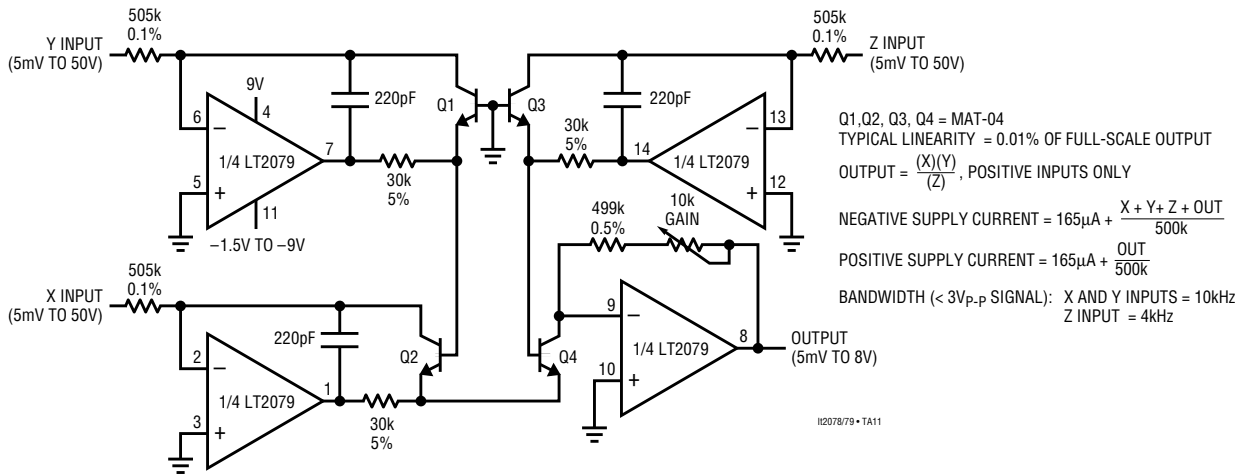 505k
0.1%
Y INPUT
(5mV TO 50V)
9V
4
6
–
1/4 LT2079
7
5
+
11
–1.5V TO –9V
220pF
30k
5%
Q1
Q3
505k
0.1%
Z INPUT
(5mV TO 50V)
220pF
30k
5%
14
13
–
1/4 LT2079
12
+
505k
0.1%
X INPUT
(5mV TO 50V)
2
–
1/4 LT2079
1
3
+
220pF
30k
5%
Q2
Q4
499k
0.5%
10k
GAIN
9
–
1/4 LT2079
8
10
+
OUTPUT
(5mV TO 8V)
Q1,Q2, Q3, Q4 = MAT-04
TYPICAL LINEARITY = 0.01% OF FULL-SCALE OUTPUT
OUTPUT = (X)(Y)/(Z), POSITIVE INPUTS ONLY
NEGATIVE SUPPLY CURRENT = 165µA + X + Y+ Z + OUT/500k
POSITIVE SUPPLY CURRENT = 165µA + OUT/500k
BANDWIDTH (< 3VP-P SIGNAL): X AND Y INPUTS = 10kHz
Z INPUT = 4kHz
lt2078/79 • TA11